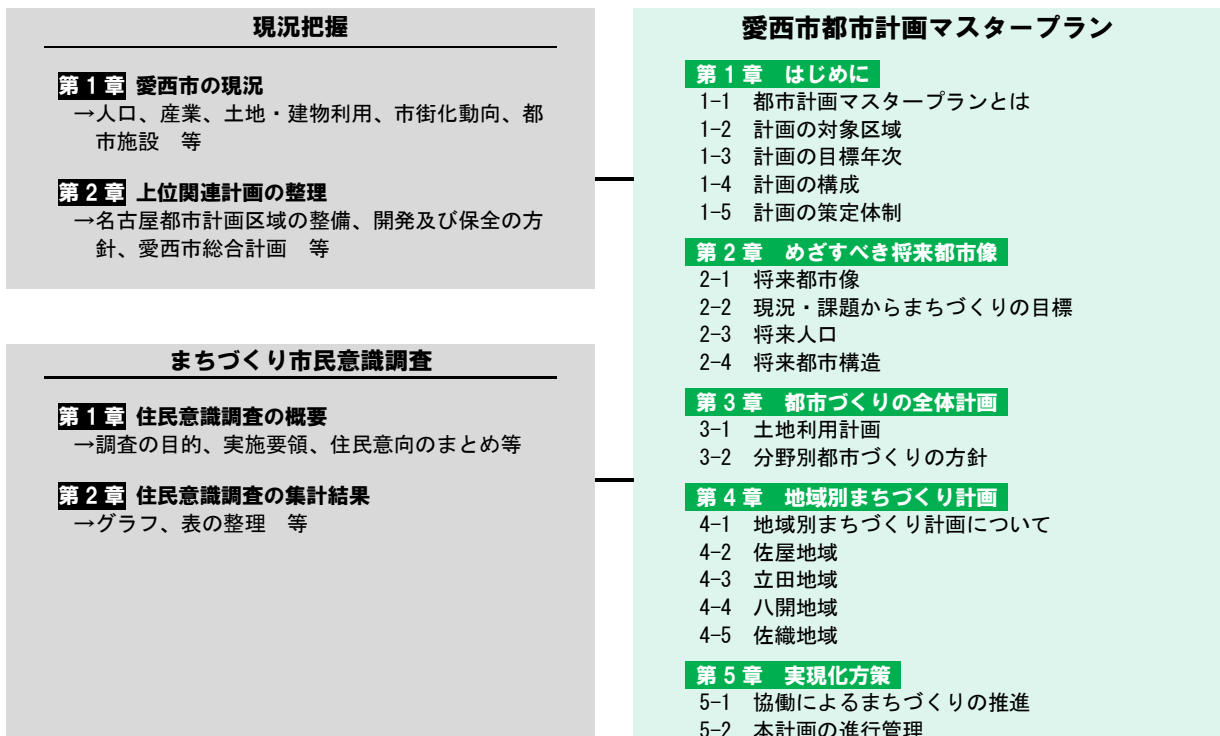 現況把握
第1章 愛西市の現況
→人口、産業、土地・建物利用、市街化動向、都
市施設　等
第2章 上位関連計画の整理
→名古屋都市計画区域の整備、開発及び保全の方
針、愛西市総合計画　等
まちづくり市民意識調査
第1章 住民意識調査の概要
→調査の目的、実施要領、住民意向のまとめ等
第2章 住民意識調査の集計結果
→グラフ、表の整理　等
愛西市都市計画マスタープラン
第1章　はじめに
1-1　都市計画マスタープランとは
1-2　計画の対象区域
1-3　計画の目標年次
1-4　計画の構成
1-5　計画の策定体制
第2章　めざすべき将来都市像
2-1　将来都市像
2-2　現況・課題からまちづくりの目標
2-3　将来人口
2-4　将来都市構造
第3章　都市づくりの全体計画
3-1　土地利用計画
3-2　分野別都市づくりの方針
第4章　地域別まちづくり計画
4-1　地域別まちづくり計画について
4-2　佐屋地域
4-3　立田地域
4-4　八開地域
4-5　佐織地域
第5章　実現化方策
5-1　協働によるまちづくりの推進
5-2　本計画の進行管理